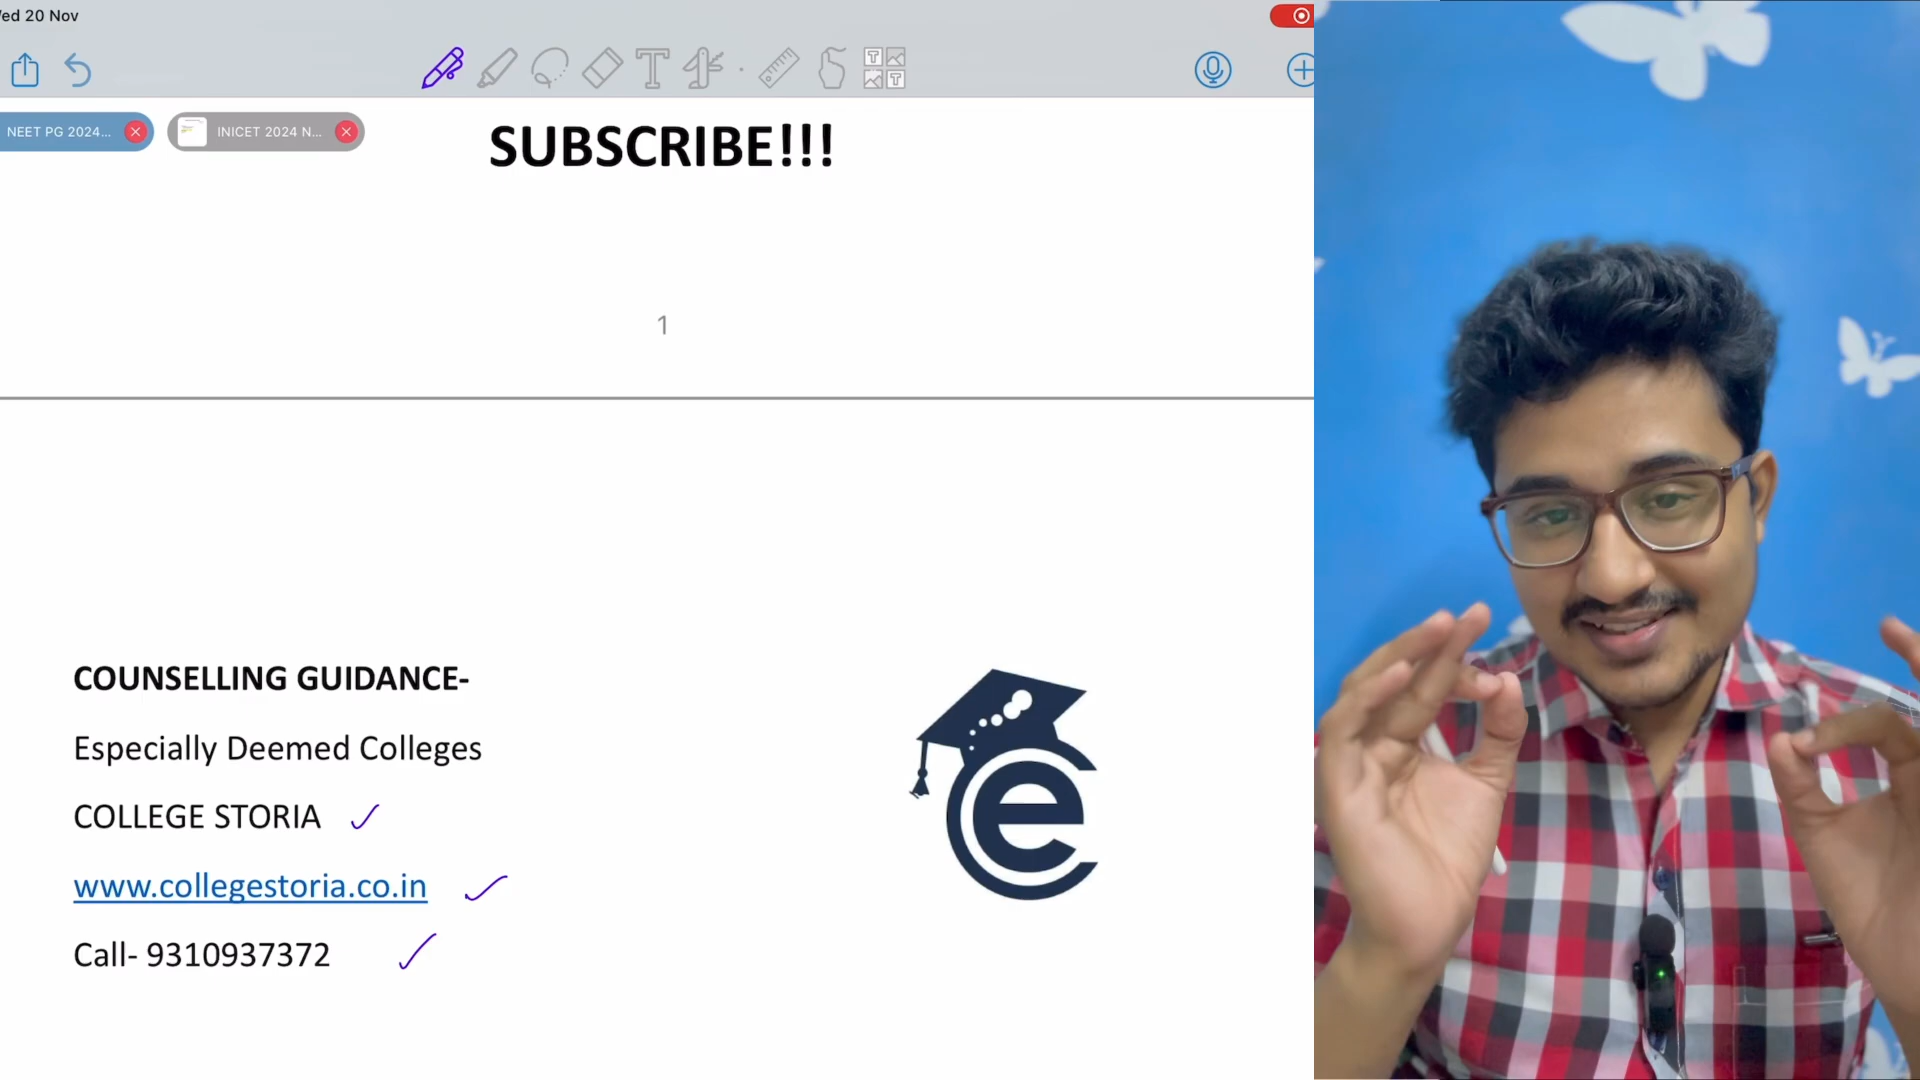 Wed 20 Nov
NEET PG 2024...
INICET 2024 N...
SUBSCRIBE!!!
1
COUNSELLING GUIDANCE-
Especially Deemed Colleges
COLLEGE STORIA
www.collegestoria.co.in
Call- 9310937372